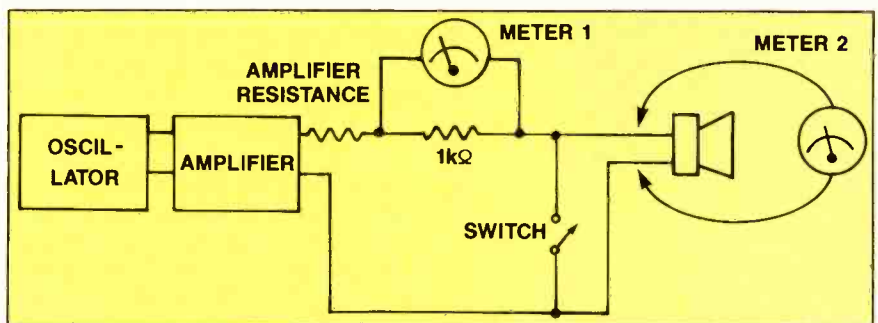 METER 1
METER 2
AMPLIFIER
RESISTANCE
OSCIL-
LATOR
AMPLIFIER
1kΩ
SWITCH